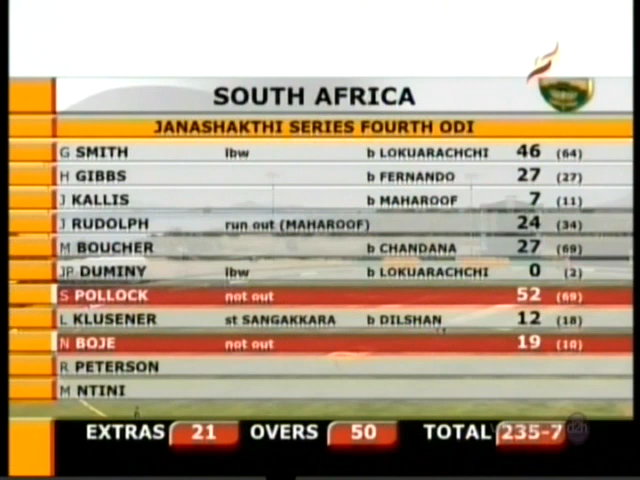 SOUTH AFRICA
JANASHAKTHI SERIES FOURTH ODI
G SMITH lbw b LOKUARACHCHI 46 (64)
H GIBBS b FERNANDO 27 (27)
J KALLIS b MAHAROOF 7 (11)
J RUDOLPH run out (MAHAROOF) 24 (34)
M BOUCHER b CHANDANA 27 (69)
JP DUMINY lbw b LOKUARACHCHI 0 (2)
S POLLOCK not out 52 (69)
L KLUSENER st SANGAKKARA b DILSHAN 12 (18)
N BOJE not out 19 (10)
R PETERSON
M NTINI
EXTRAS 21 OVERS 50 TOTAL 235-7